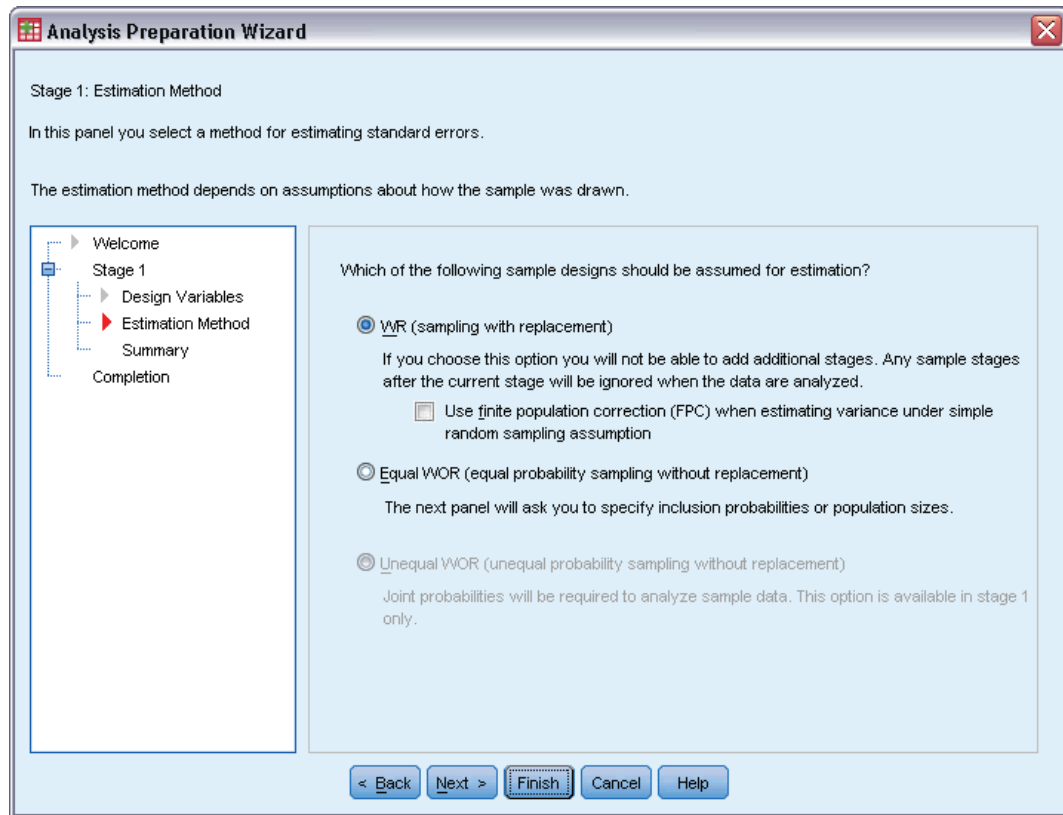 Analysis Preparation Wizard
Stage 1: Estimation Method
In this panel you select a method for estimating standard errors.
The estimation method depends on assumptions about how the sample was drawn.
Welcome
Stage 1
Design Variables
Estimation Method
Summary
Completion
Which of the following sample designs should be assumed for estimation?
WR (sampling with replacement)
If you choose this option you will not be able to add additional stages. Any sample stages
after the current stage will be ignored when the data are analyzed.
Use finite population correction (FPC) when estimating variance under simple
random sampling assumption
Equal WOR (equal probability sampling without replacement)
The next panel will ask you to specify inclusion probabilities or population sizes.
Unequal WOR (unequal probability sampling without replacement)
Joint probabilities will be required to analyze sample data. This option is available in stage 1
only.
< Back Next > Finish Cancel Help